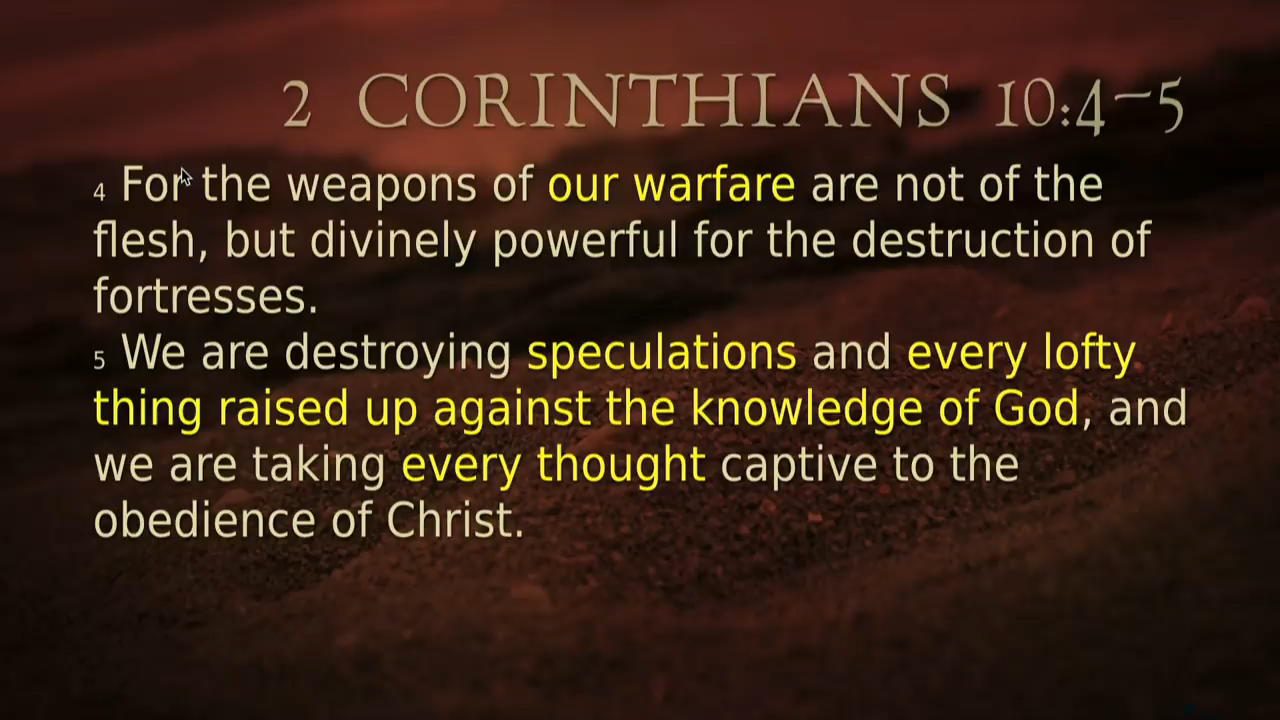 2 CORINTHIANS 10:4–5
4 For the weapons of our warfare are not of the
flesh, but divinely powerful for the destruction of
fortresses.
5 We are destroying speculations and every lofty
thing raised up against the knowledge of God, and
we are taking every thought captive to the
obedience of Christ.